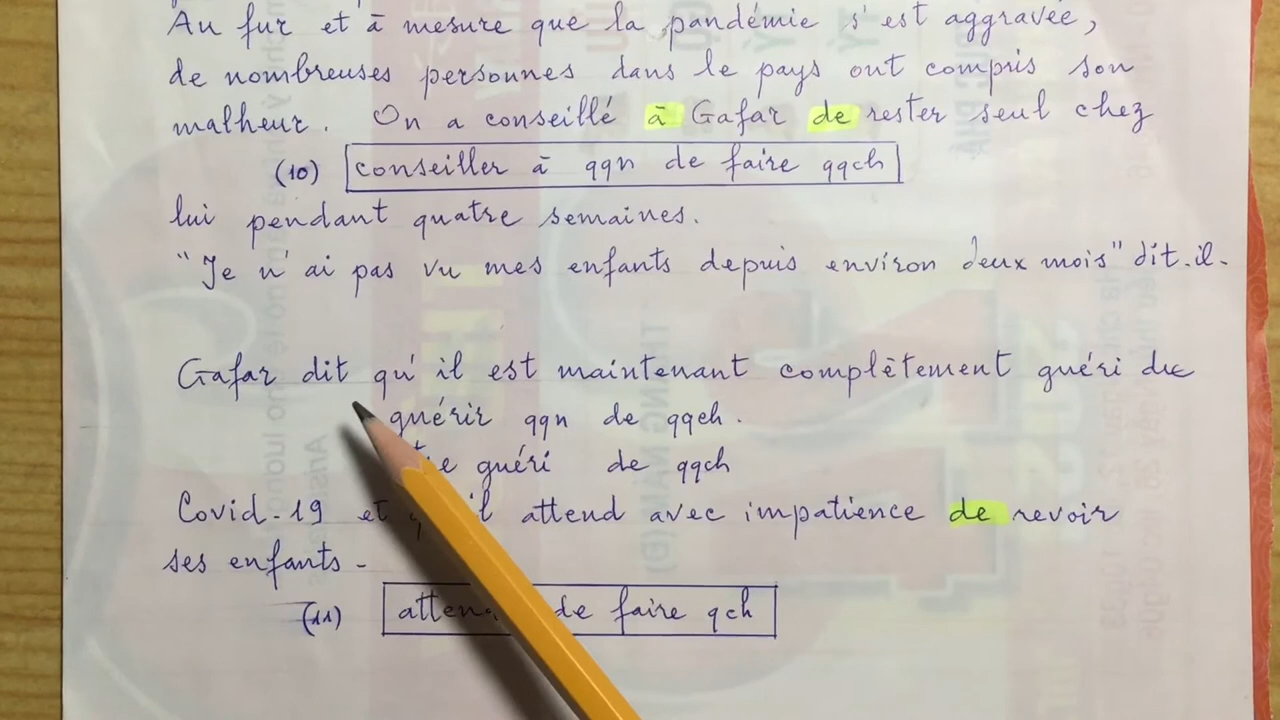 Au fur et à mesure que la pandémie s'est aggravée,
de nombreuses personnes dans le pays ont compris son
malheur. On a conseillé à Gafar de rester seul chez
(10) conseiller à qqn de faire qqch
lui pendant quatre semaines.
"Je n'ai pas vu mes enfants depuis environ deux mois" dit-il.
Gafar dit qu'il est maintenant complètement guéri du
guérir qqn de qqch.
guéri de qqch
Covid-19 et attend avec impatience de revoir
ses enfants.
(11) de faire qch